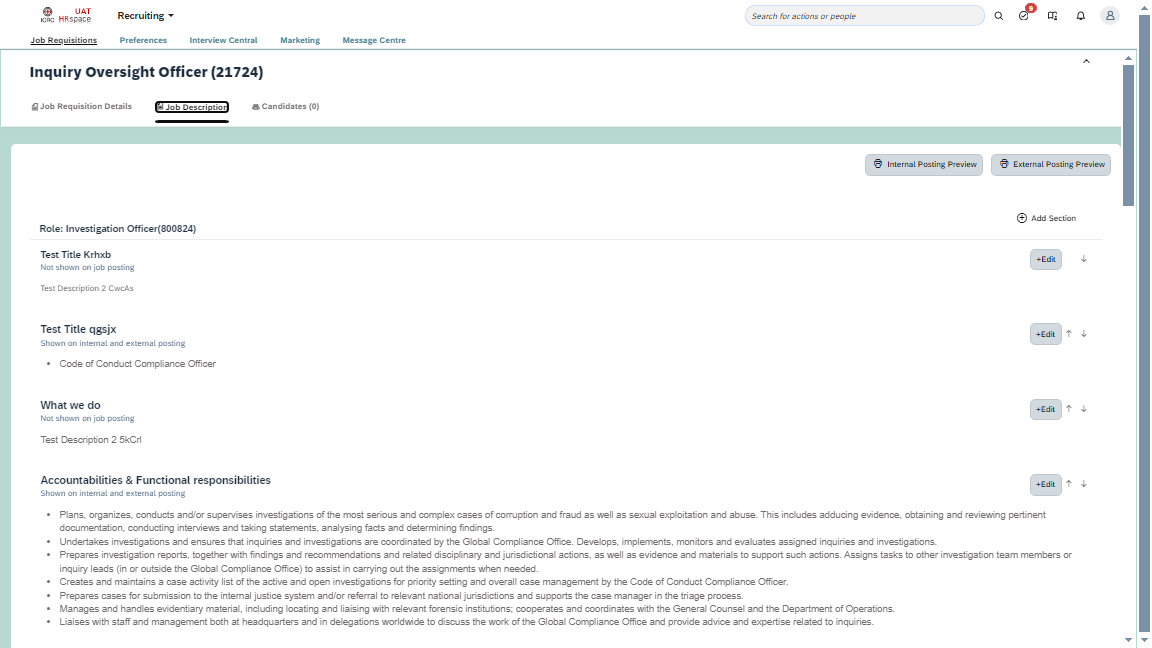 ICRC UAT HRspace
Recruiting
Search for actions or people
9
Job Requisitions Preferences Interview Central Marketing Message Centre
Inquiry Oversight Officer (21724)
Job Requisition Details Job Description Candidates (0)
Internal Posting Preview External Posting Preview
Add Section
Role: Investigation Officer(800824)
Test Title Krhxb
Not shown on job posting
+Edit
Test Description 2 CwcAs
Test Title qgsjx
Shown on internal and external posting
+Edit
• Code of Conduct Compliance Officer
What we do
Not shown on job posting
+Edit
Test Description 2 5kCrl
Accountabilities & Functional responsibilities
Shown on internal and external posting
+Edit
• Plans, organizes, conducts and/or supervises investigations of the most serious and complex cases of corruption and fraud as well as sexual exploitation and abuse. This includes adducing evidence, obtaining and reviewing pertinent
documentation, conducting interviews and taking statements, analysing facts and determining findings.
• Undertakes investigations and ensures that inquiries and investigations are coordinated by the Global Compliance Office. Develops, implements, monitors and evaluates assigned inquiries and investigations.
• Prepares investigation reports, together with findings and recommendations and related disciplinary and jurisdictional actions, as well as evidence and materials to support such actions. Assigns tasks to other investigation team members or
inquiry leads (in or outside the Global Compliance Office) to assist in carrying out the assignments when needed.
• Creates and maintains a case activity list of the active and open investigations for priority setting and overall case management by the Code of Conduct Compliance Officer.
• Prepares cases for submission to the internal justice system and/or referral to relevant national jurisdictions and supports the case manager in the triage process.
• Manages and handles evidentiary material, including locating and liaising with relevant forensic institutions; cooperates and coordinates with the General Counsel and the Department of Operations.
• Liaises with staff and management both at headquarters and in delegations worldwide to discuss the work of the Global Compliance Office and provide advice and expertise related to inquiries.